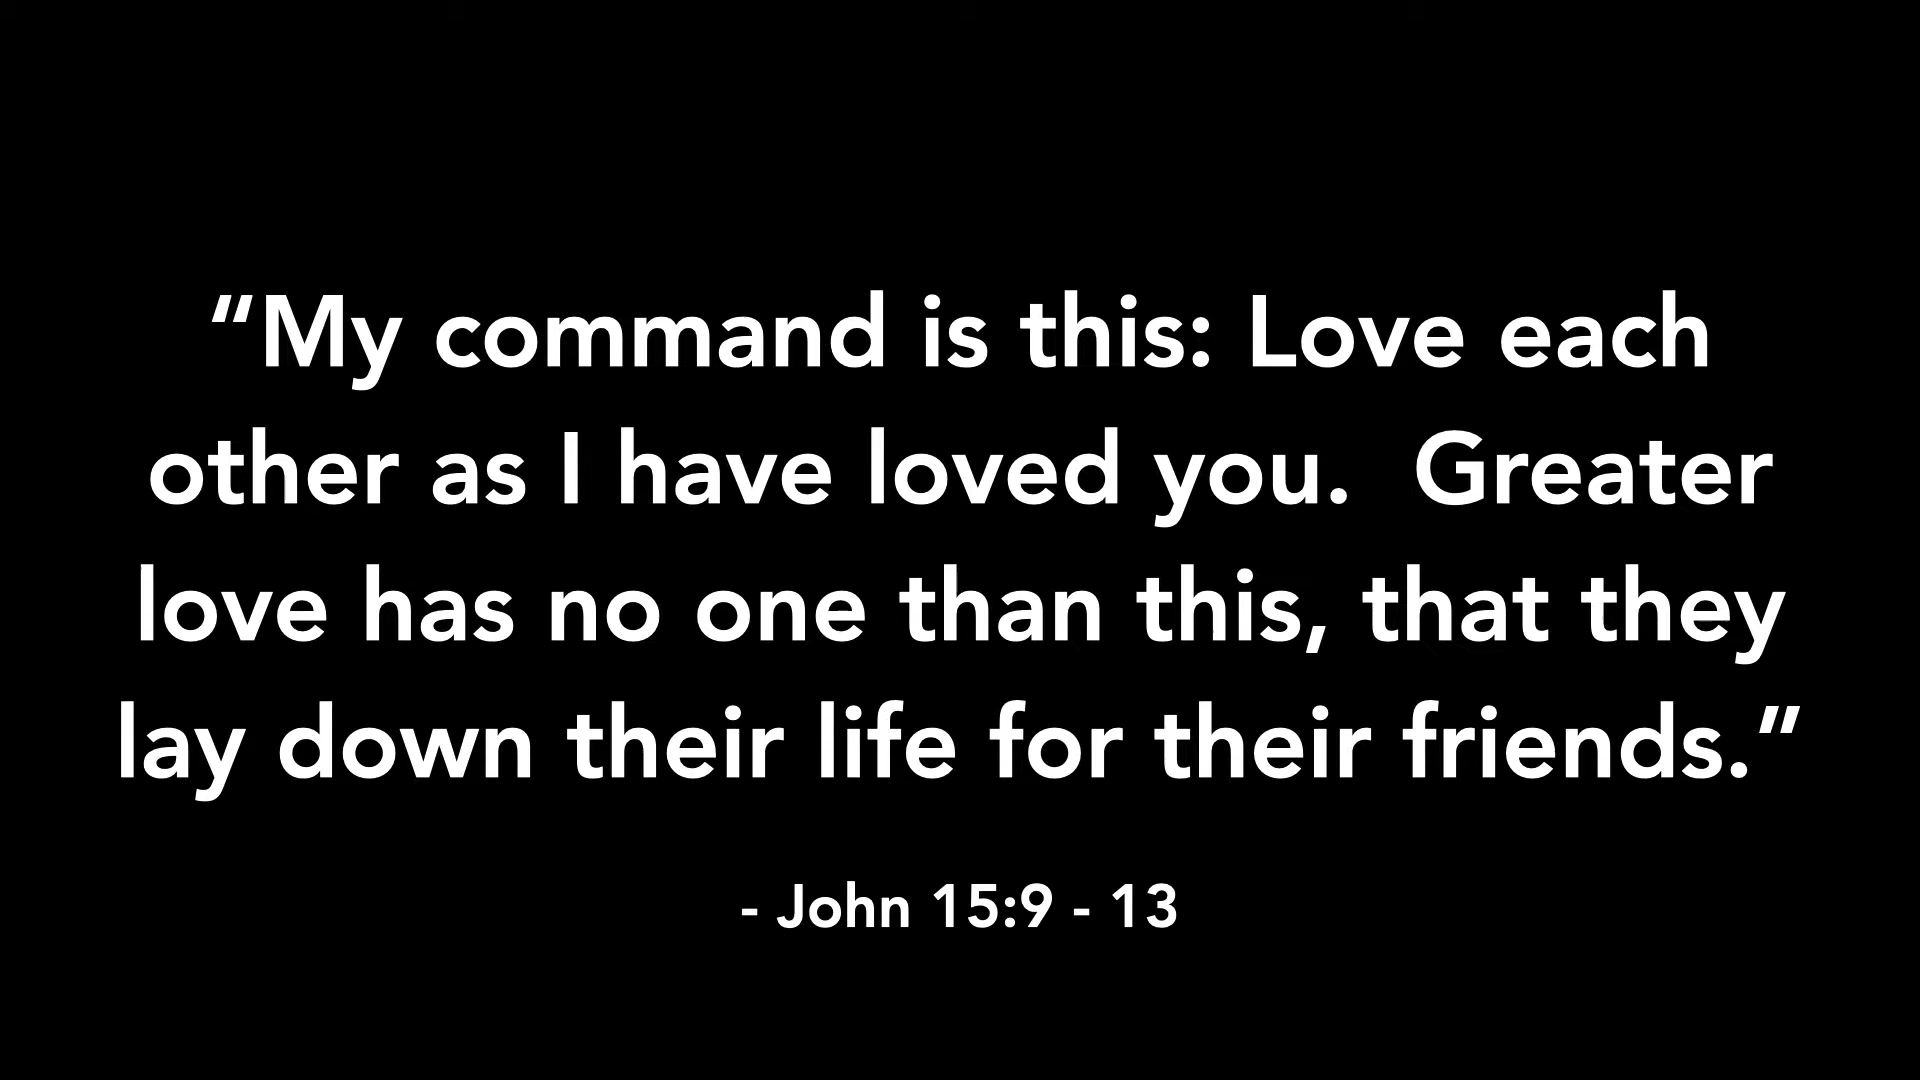 “My command is this: Love each
other as I have loved you.  Greater
love has no one than this, that they
lay down their life for their friends.”
- John 15:9 - 13